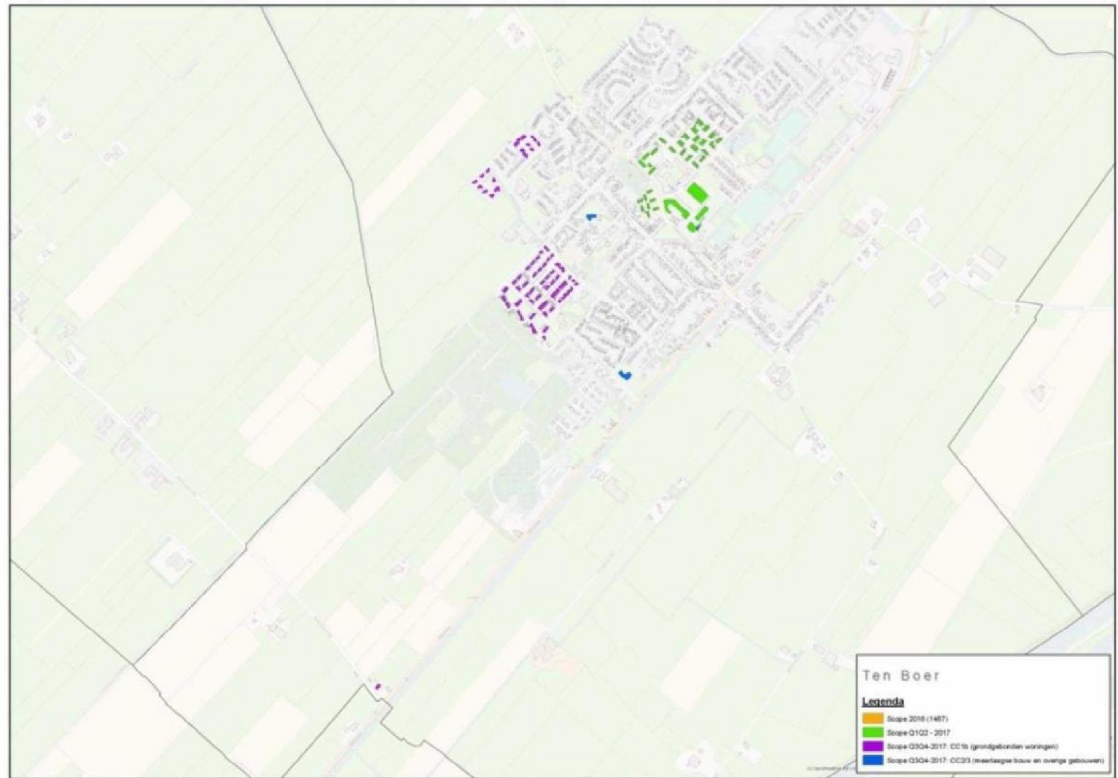 Ten Boer
Legenda
Scope 2016 (1467)
Scope Q1Q2 - 2017
Scope Q3Q4-2017: CC1b (grondgebonden woningen)
Scope Q3Q4-2017: CC2/3 (meerlaagse bouw en overige gebouwen)